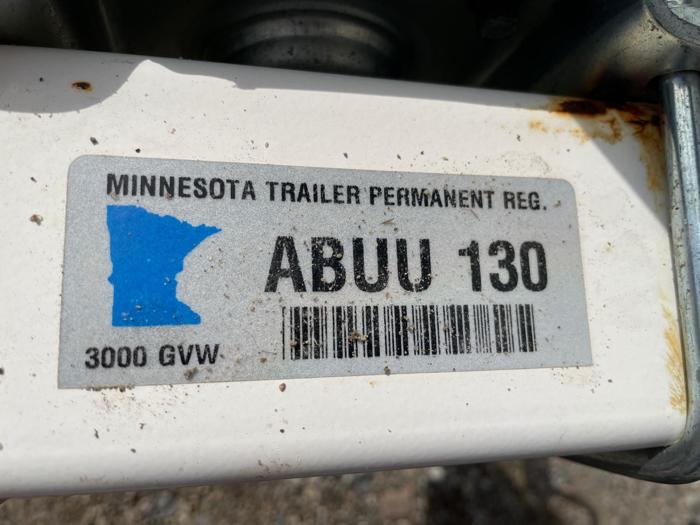 MINNESOTA TRAILER PERMANENT REG.
ABUU 130
3000 GVW